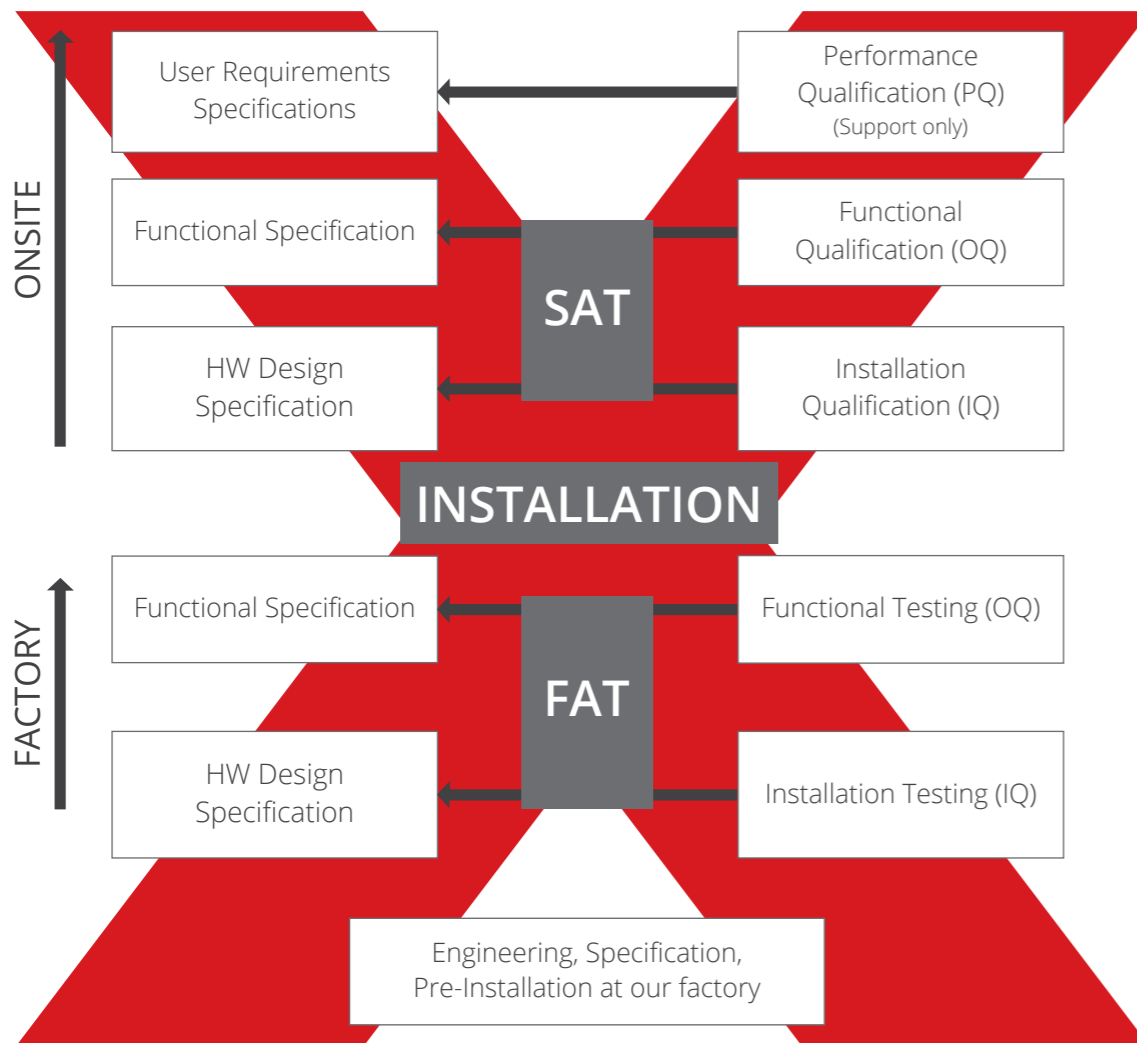 User Requirements
Specifications
Performance
Qualification (PQ)
(Support only)
ONSITE
Functional Specification
SAT
Functional
Qualification (OQ)
HW Design
Specification
Installation
Qualification (IQ)
INSTALLATION
FACTORY
Functional Specification
FAT
Functional Testing (OQ)
HW Design
Specification
Installation Testing (IQ)
Engineering, Specification,
Pre-Installation at our factory